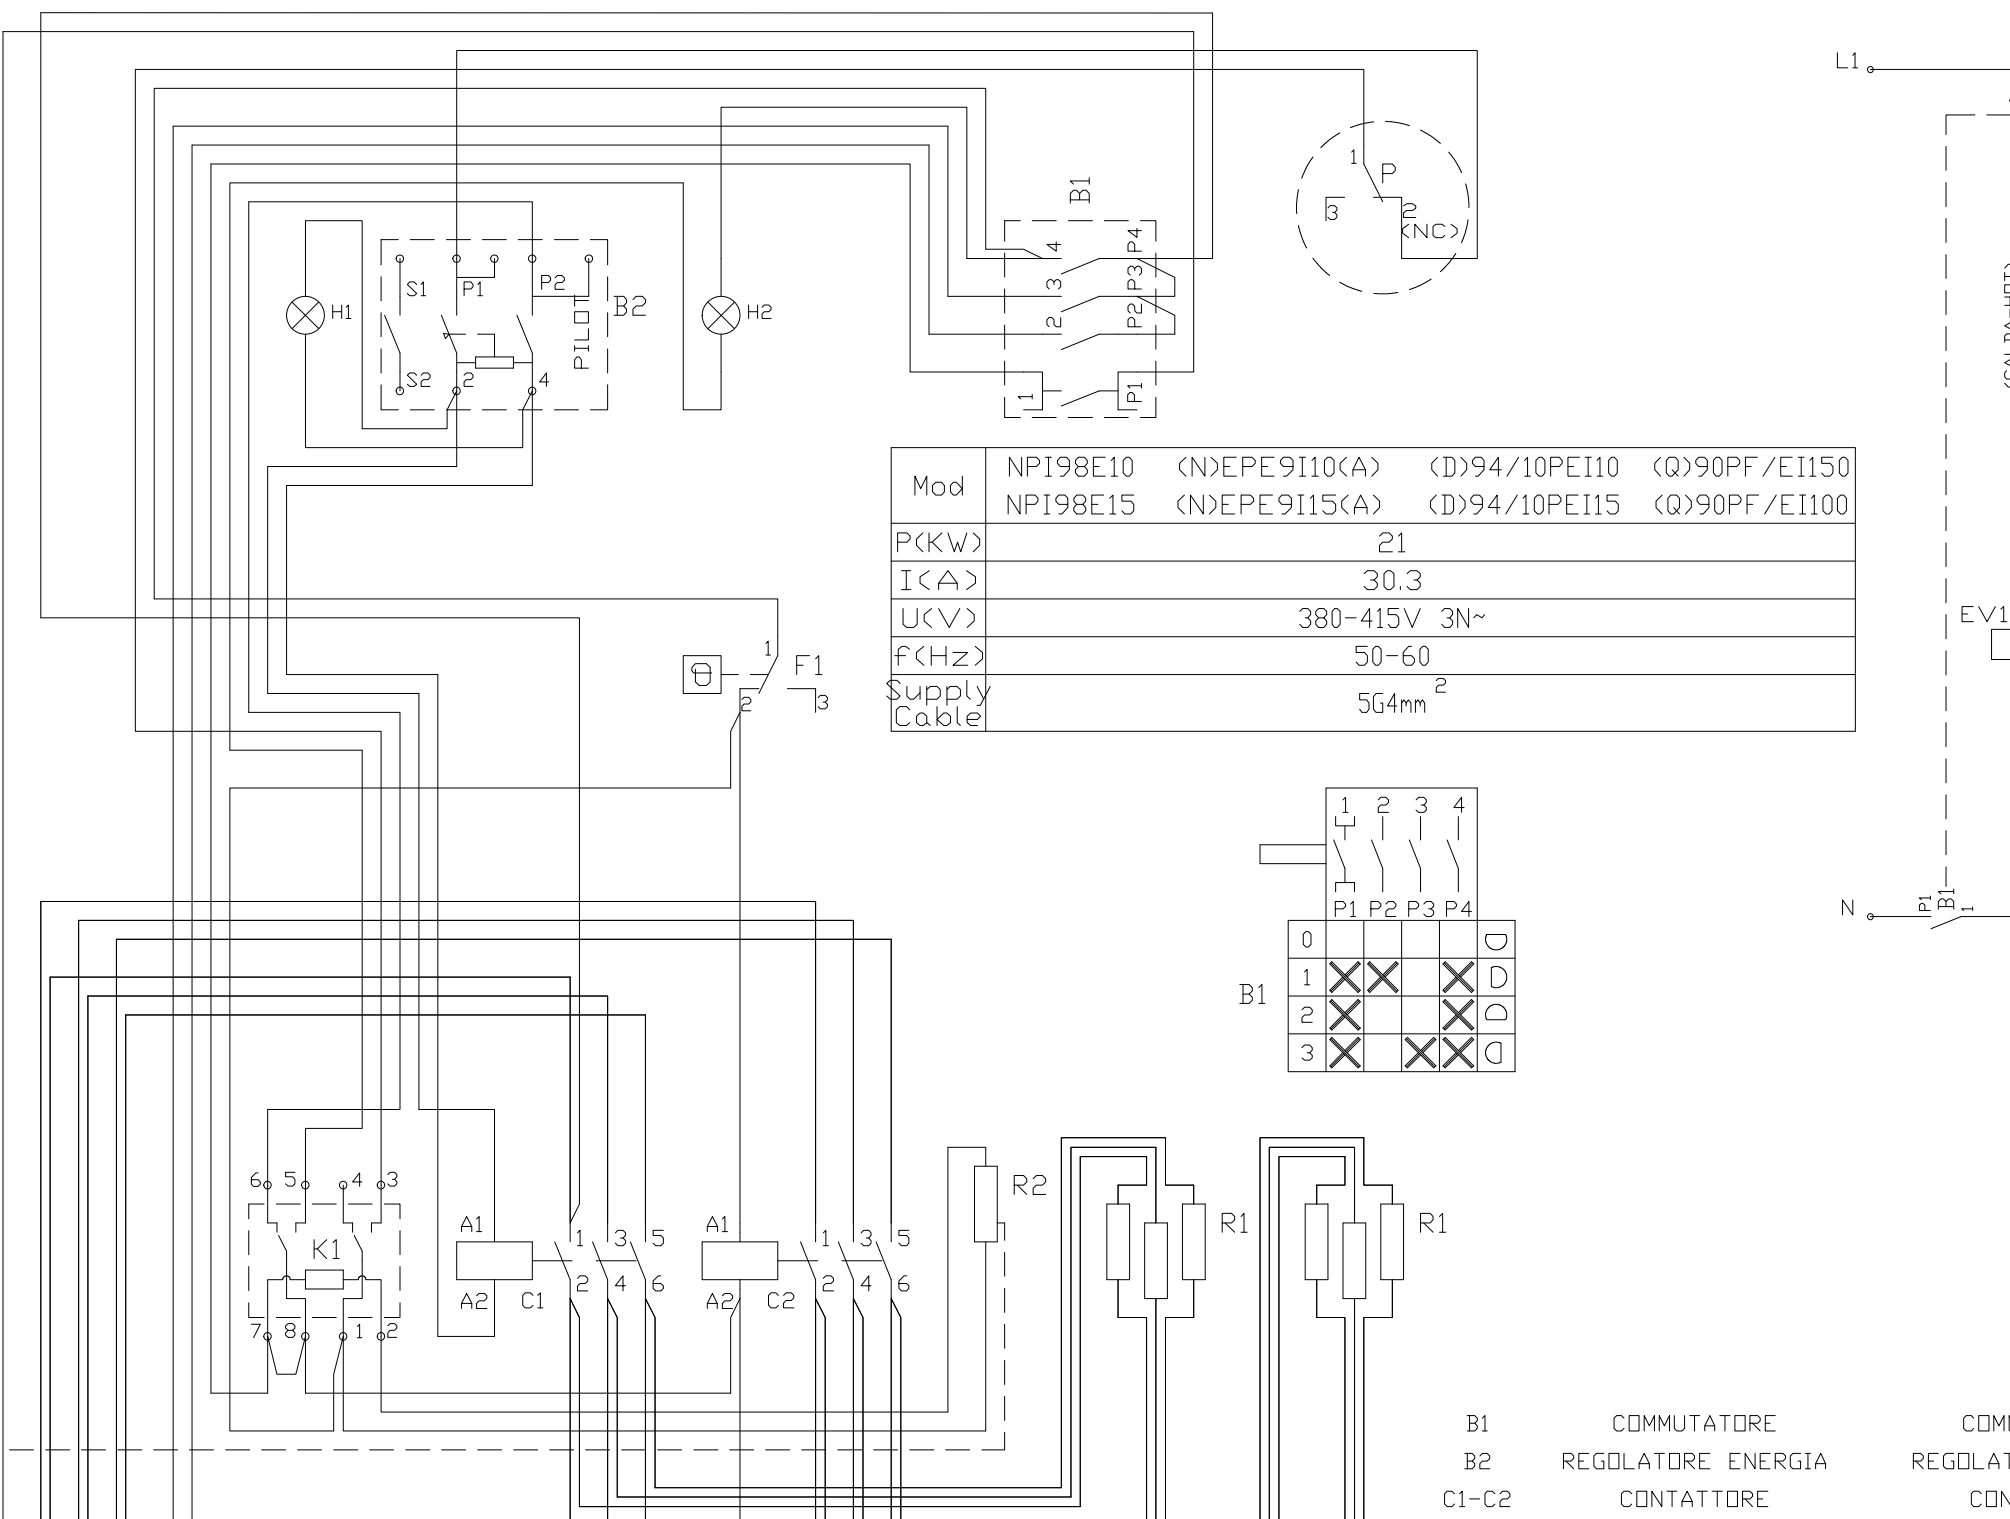 L1
B1
1
P
3
2
(NC)
4
P4
3
P3
2
P2
1
P1
S1
P1
P2
PILOT
B2
S2
2
4
H1
H2
Mod
NPI98E10 (N)EPE9I10(A) (D)94/10PEI10 (Q)90PF/EI150
NPI98E15 (N)EPE9I15(A) (D)94/10PEI15 (Q)90PF/EI100
P(KW) 21
I(A) 30.3
U(V) 380-415V 3N~
f(Hz) 50-60
Supply Cable 5G4mm 2
EV1
1
F1
2
3
1 2 3 4
P1 P2 P3 P4
0
1
2
3
B1
N
P1
B1
1
6 5 4 3
K1
7 8 1 2
A1
A2
C1
1 3 5
2 4 6
A1
A2
C2
1 3 5
2 4 6
R2
R1
R1
B1 COMMUTATORE
B2 REGOLATORE ENERGIA
C1-C2 CONTATTORE